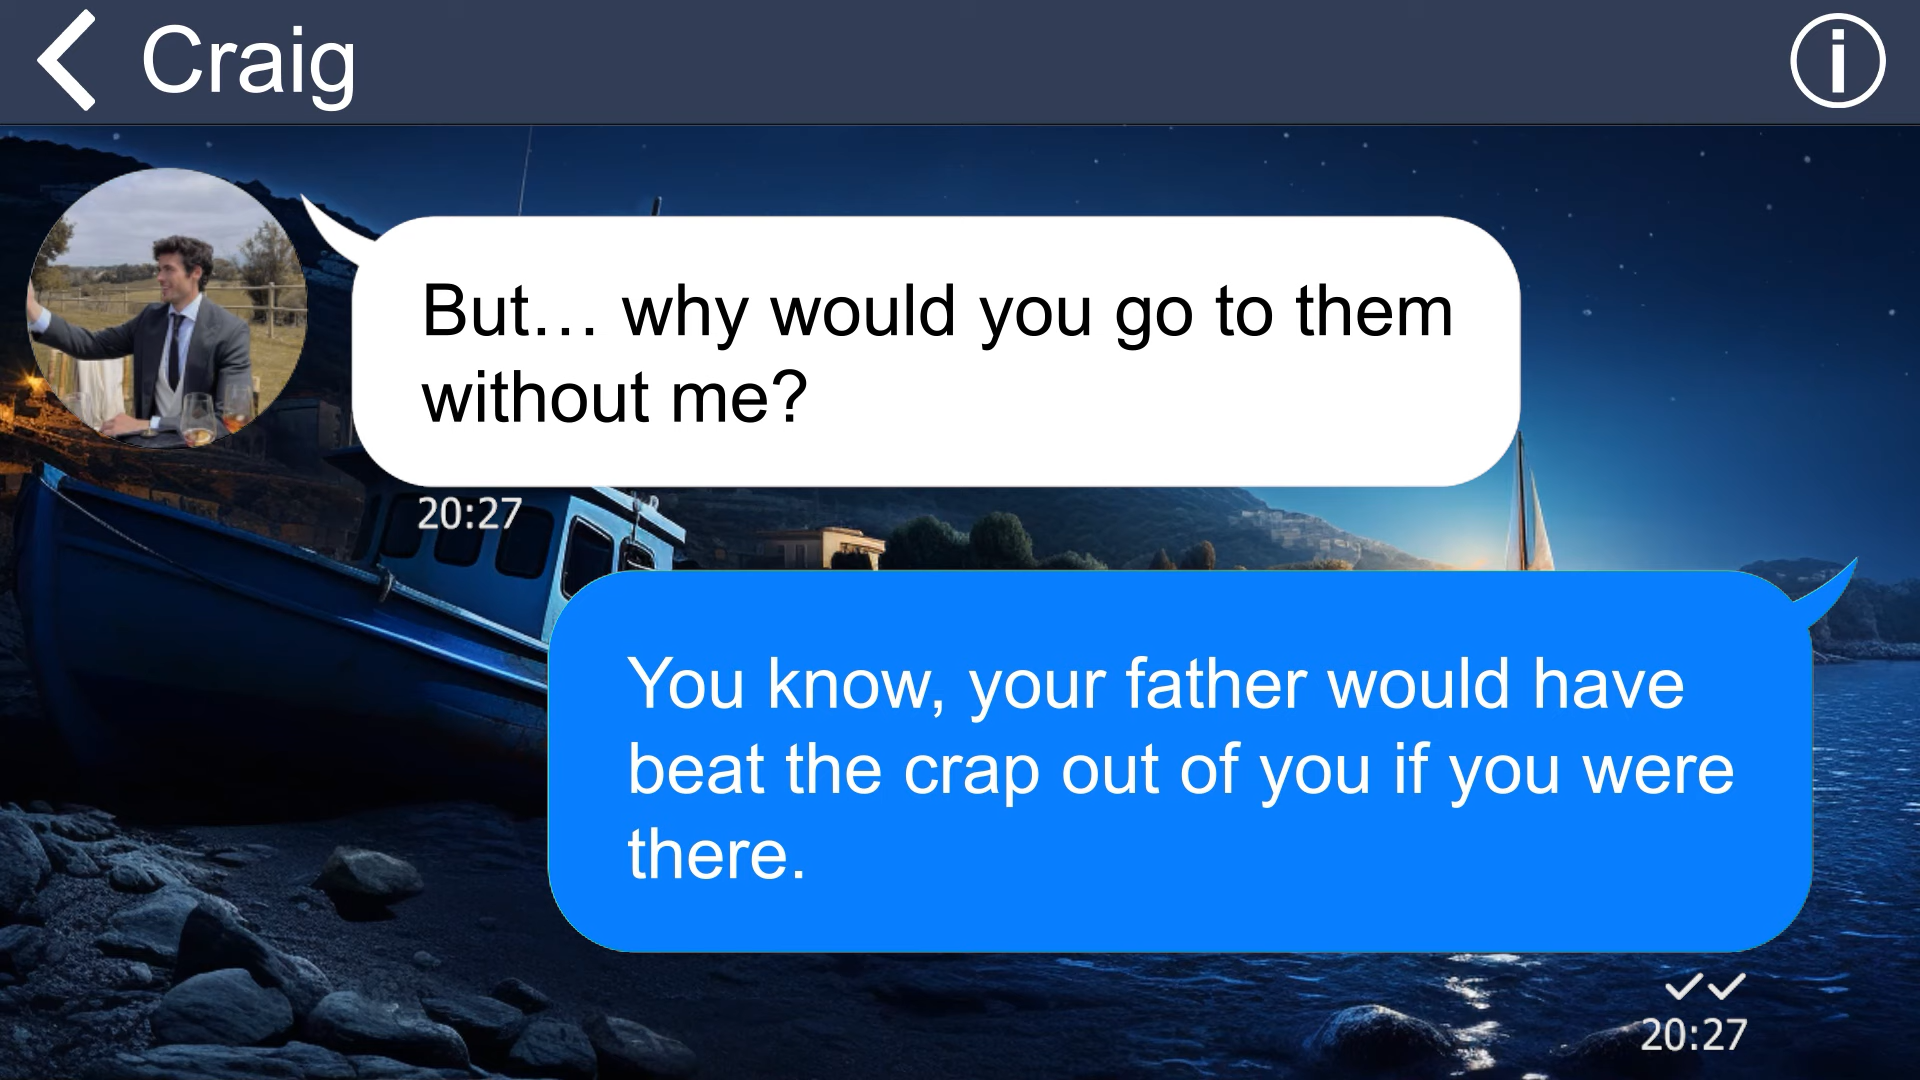 Craig
But… why would you go to them
without me?
20:27
You know, your father would have
beat the crap out of you if you were
there.
20:27